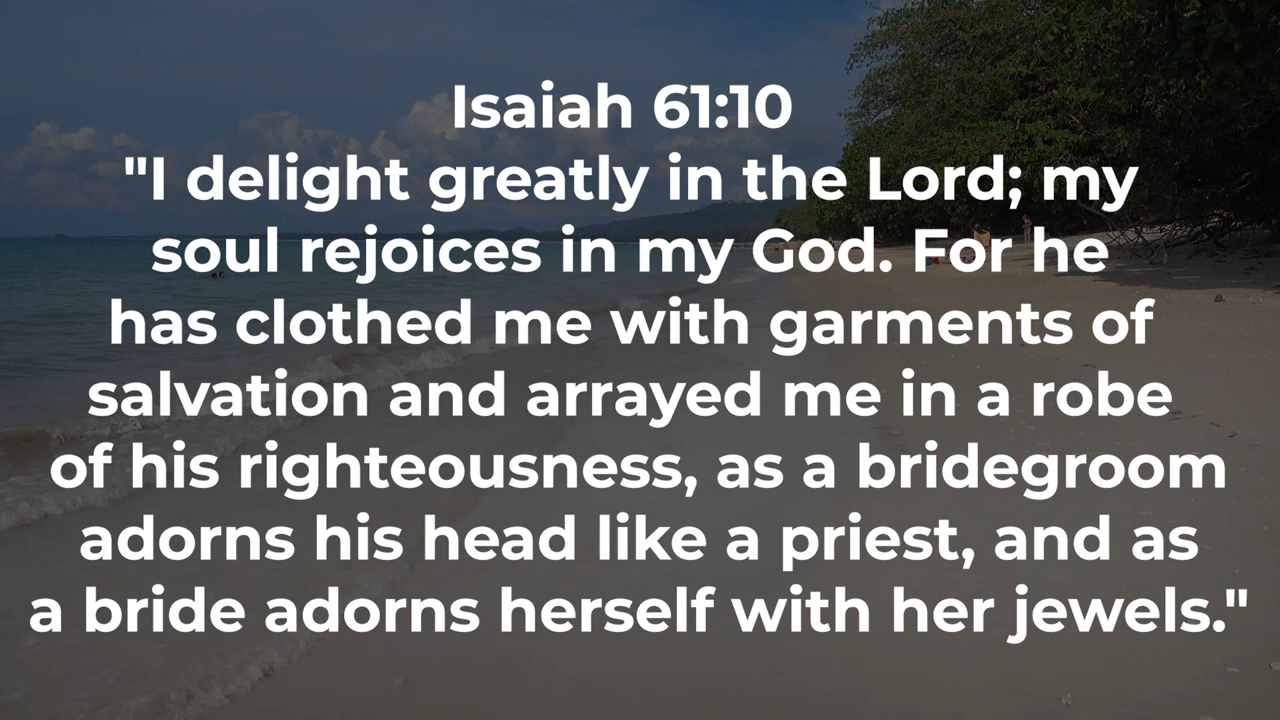 Isaiah 61:10
"I delight greatly in the Lord; my
soul rejoices in my God. For he
has clothed me with garments of
salvation and arrayed me in a robe
of his righteousness, as a bridegroom
adorns his head like a priest, and as
a bride adorns herself with her jewels."